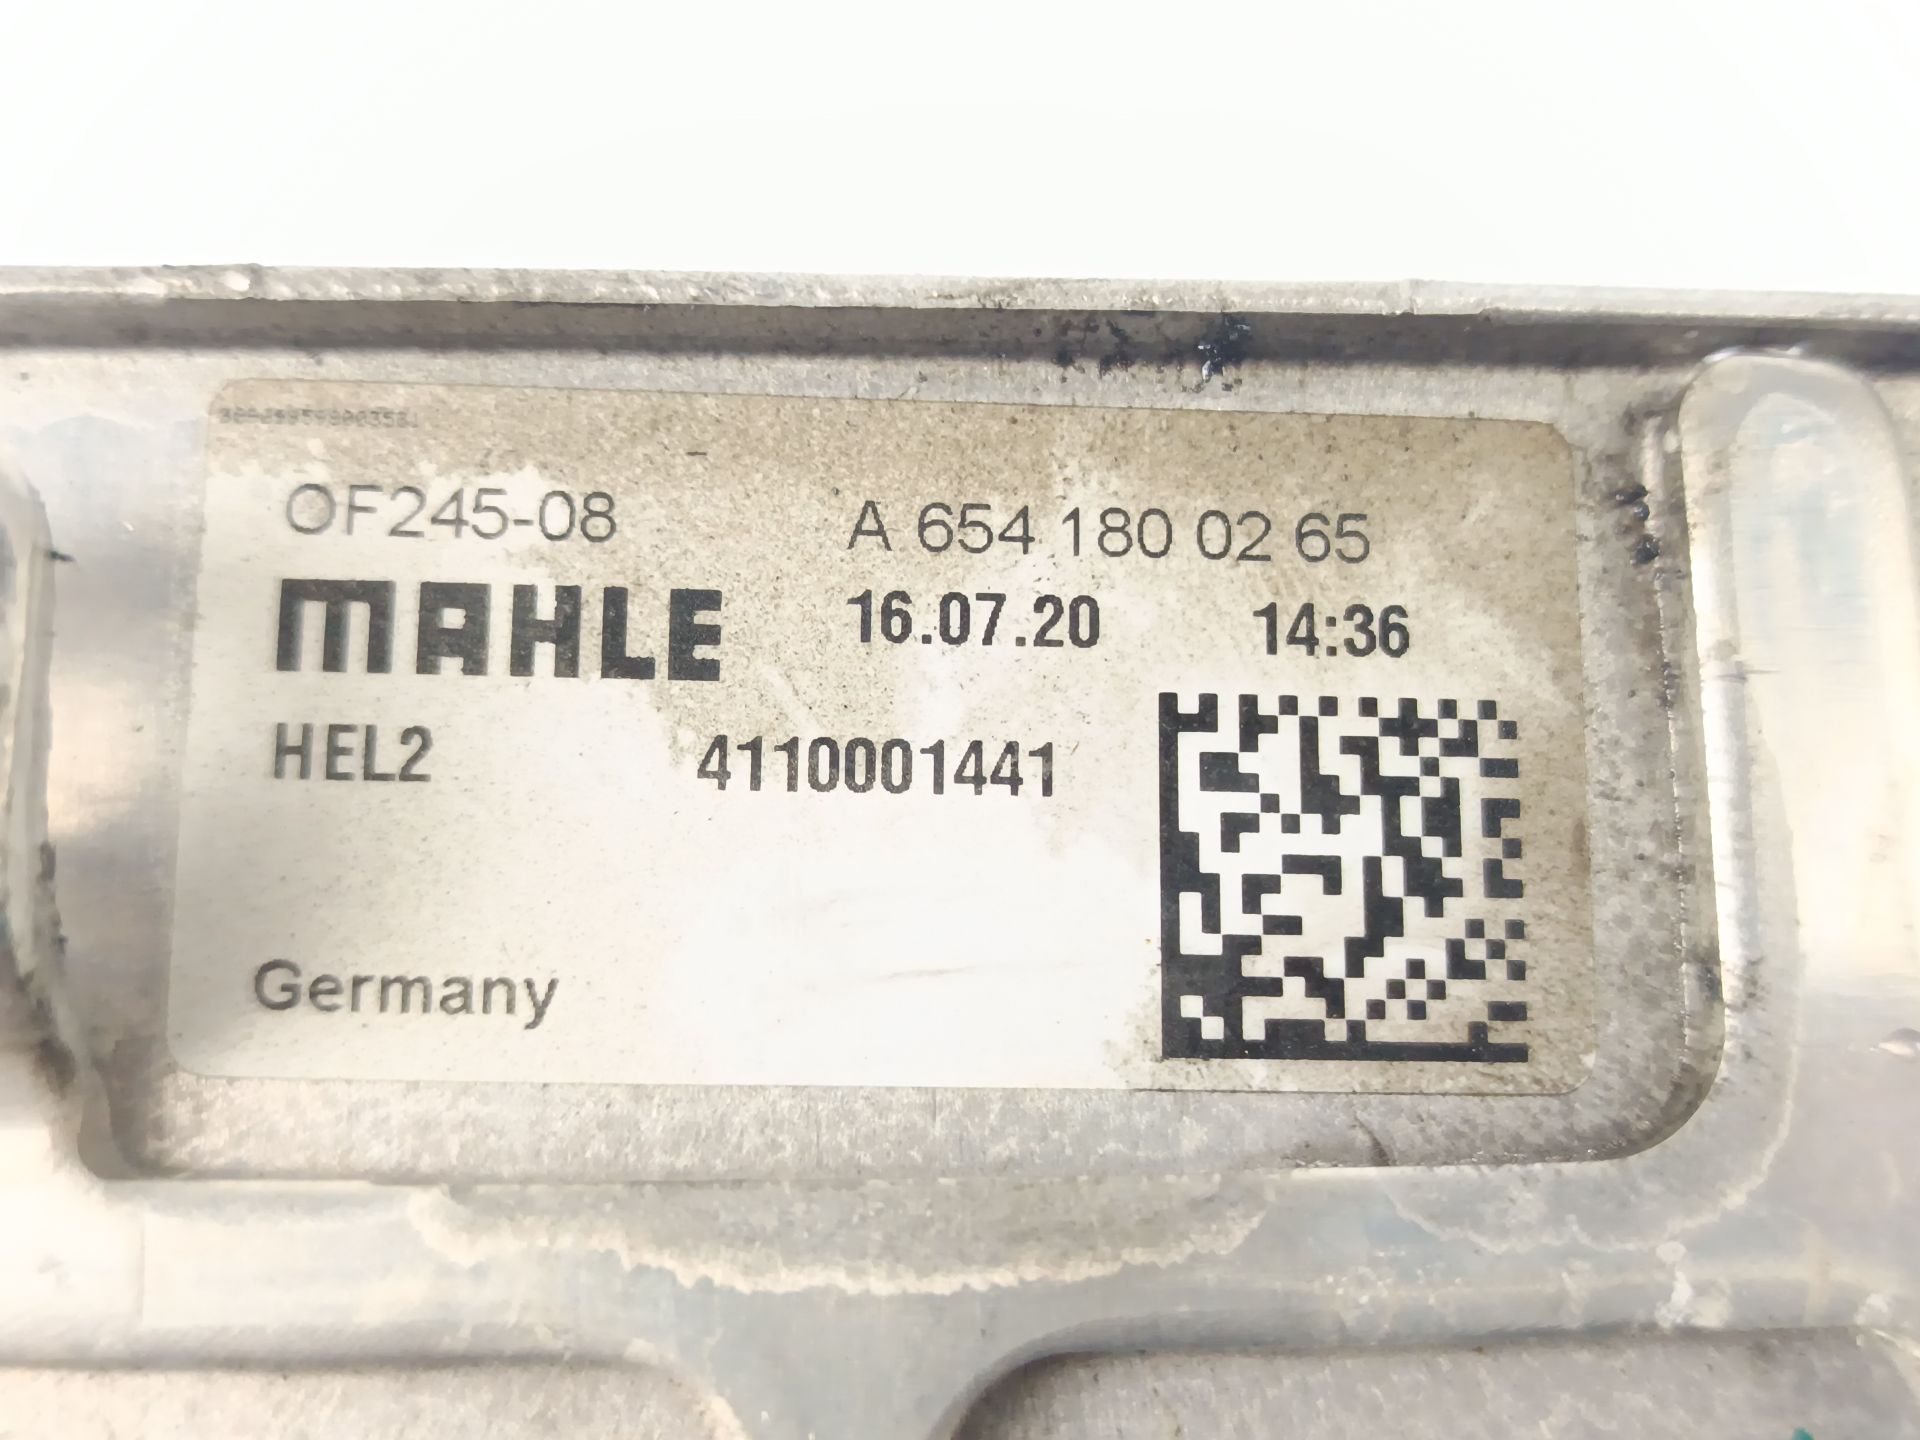 OF245-08 A 654 180 02 65
MAHLE 16.07.20 14:36
HEL2 4110001441
Germany